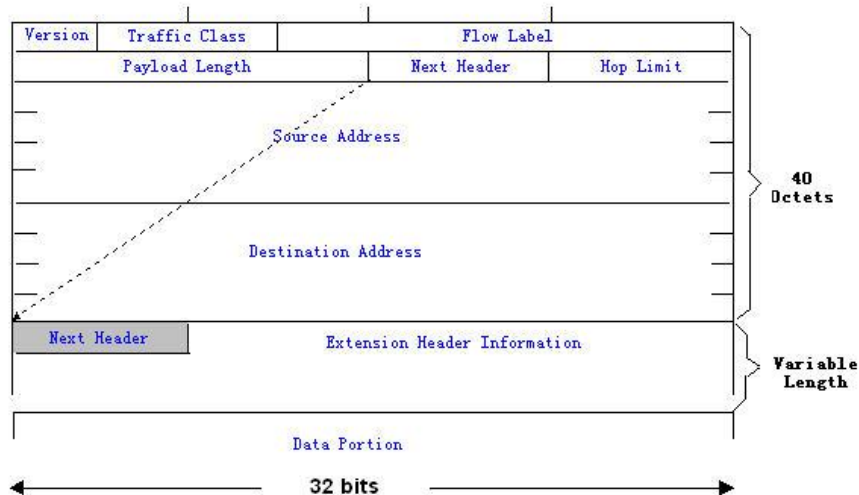 Version Traffic Class Flow Label
Payload Length Next Header Hop Limit
Source Address
40
Octets
Destination Address
Next Header Extension Header Information
Variable
Length
Data Portion
32 bits